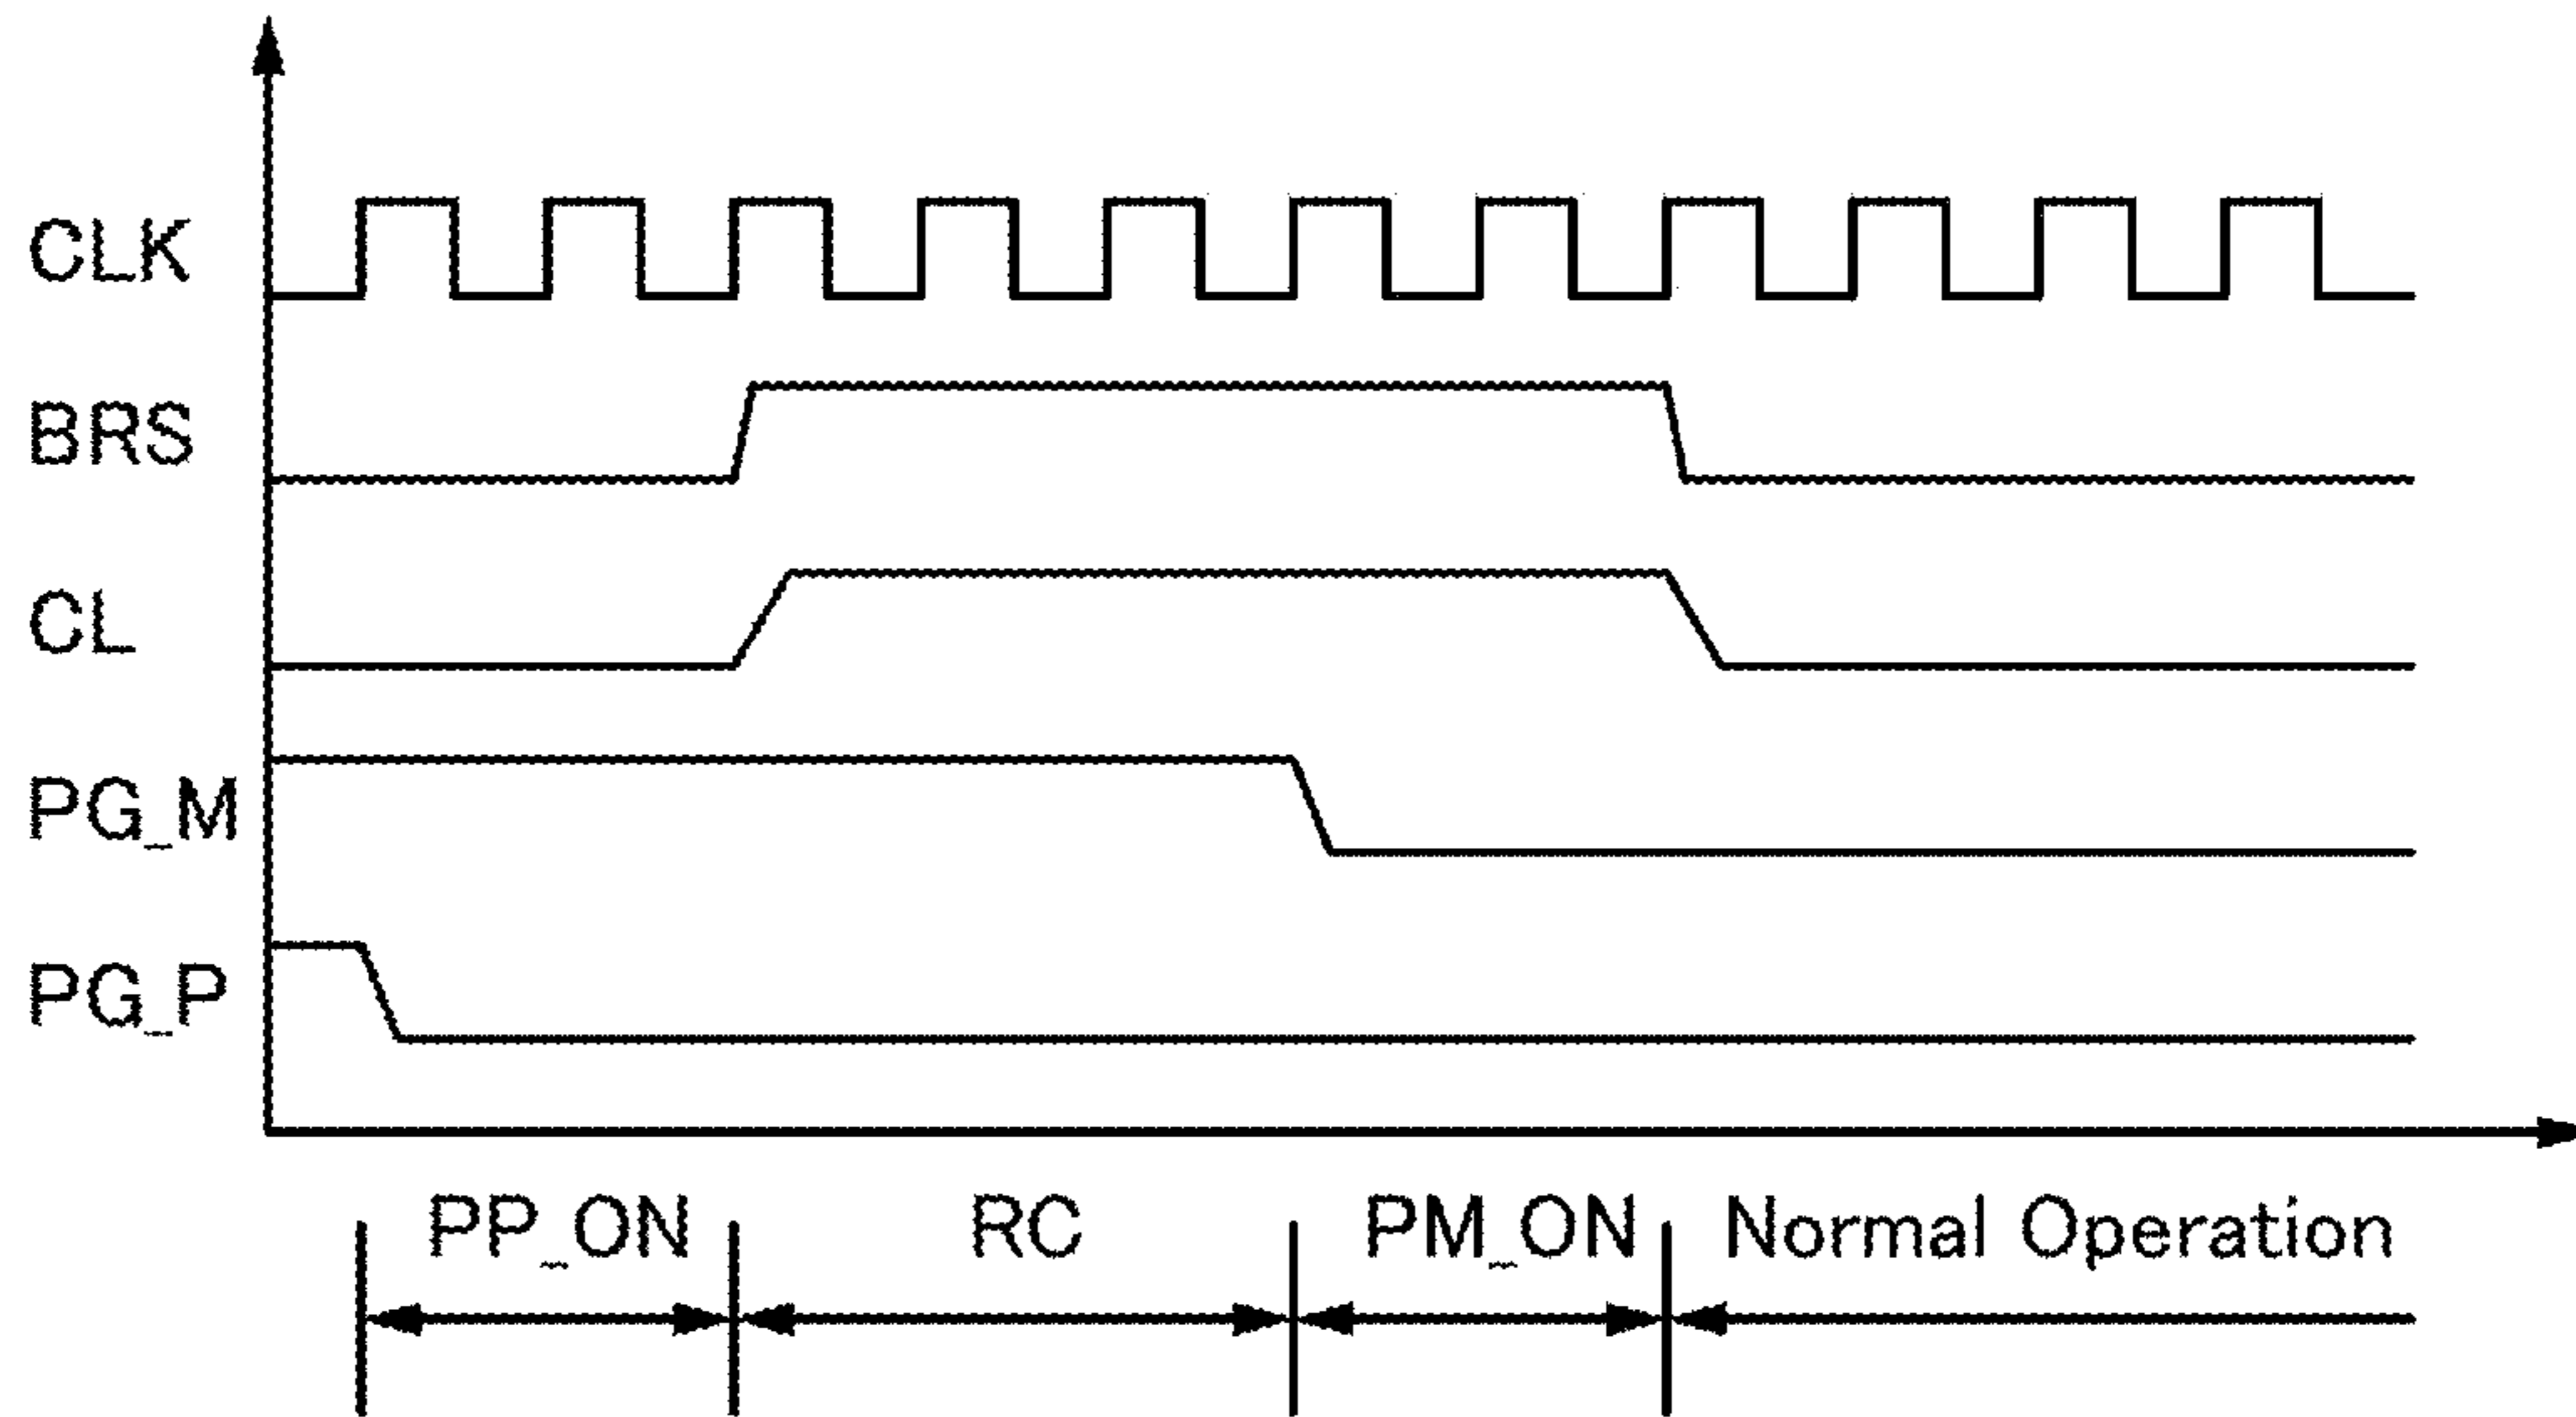 CLK
BRS
CL
PG_M
PG_P
PP_ON RC PM_ON Normal Operation